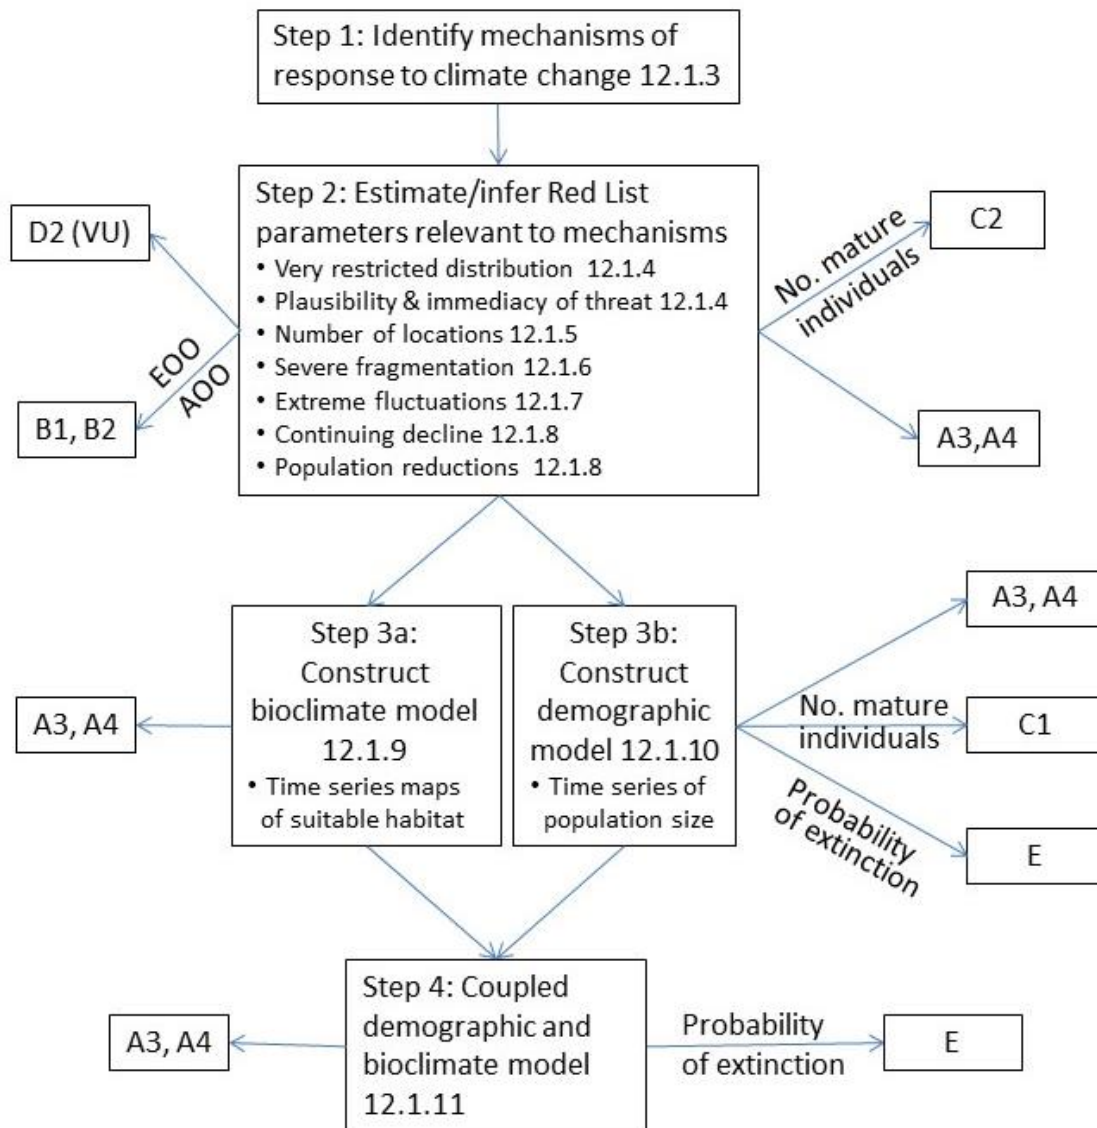 Step 1: Identify mechanisms of
response to climate change 12.1.3
Step 2: Estimate/infer Red List
parameters relevant to mechanisms
• Very restricted distribution 12.1.4
• Plausibility & immediacy of threat 12.1.4
• Number of locations 12.1.5
• Severe fragmentation 12.1.6
• Extreme fluctuations 12.1.7
• Continuing decline 12.1.8
• Population reductions 12.1.8
D2 (VU)
EOO
AOO
B1, B2
No. mature
individuals
C2
A3,A4
Step 3a:
Construct
bioclimate model
12.1.9
• Time series maps
of suitable habitat
A3, A4
Step 3b:
Construct
demographic
model 12.1.10
• Time series of
population size
A3, A4
No. mature
individuals
C1
Probability
of extinction
E
Step 4: Coupled
demographic and
bioclimate model
12.1.11
A3, A4
Probability
of extinction
E